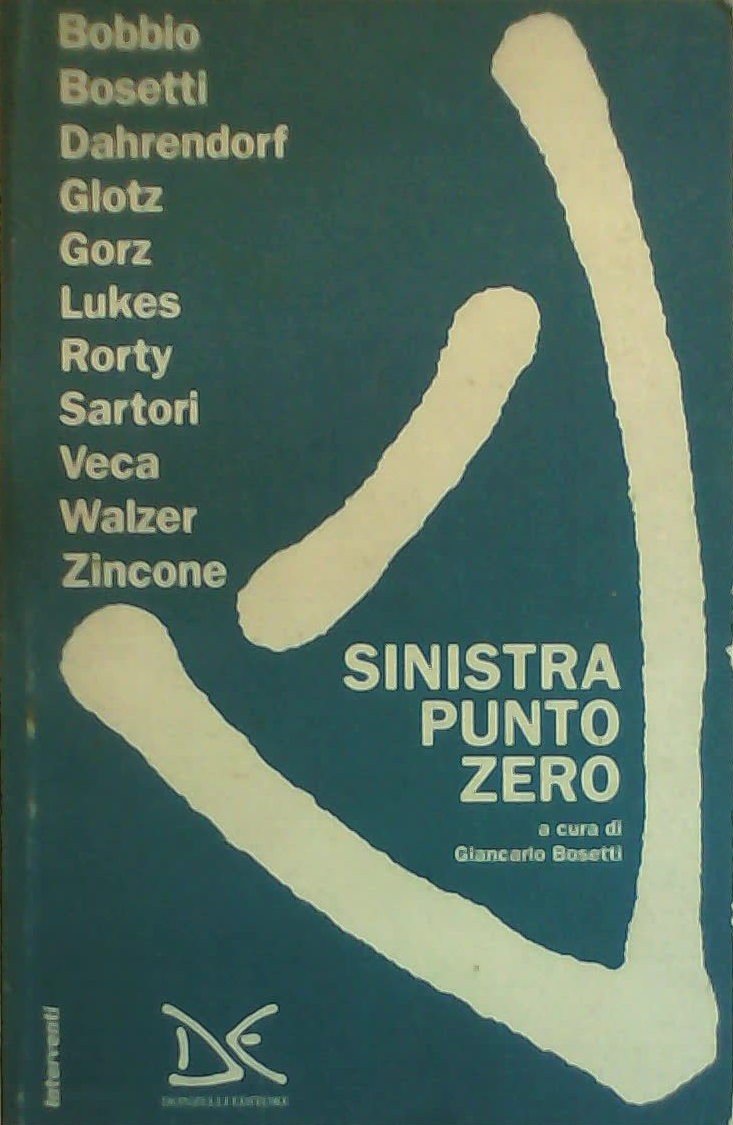 Bobbio
Bosetti
Dahrendorf
Glotz
Gorz
Lukes
Rorty
Sartori
Veca
Walzer
Zincone
SINISTRA
PUNTO
ZERO
a cura di
Giancarlo Bosetti
interventi
DE
DONZELLI EDITORE